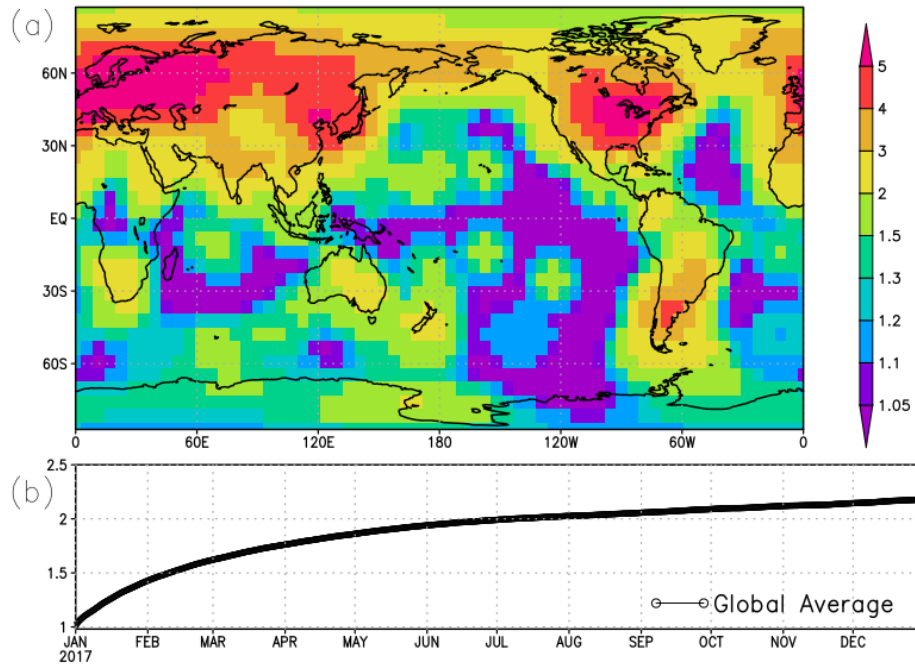 (a)
60N
30N
EQ
30S
60S
0 60E 120E 180 120W 60W 0
5
4
3
2
1.5
1.3
1.2
1.1
1.05
(b)
2.5
2
1.5
1
Global Average
JAN FEB MAR APR MAY JUN JUL AUG SEP OCT NOV DEC
2017